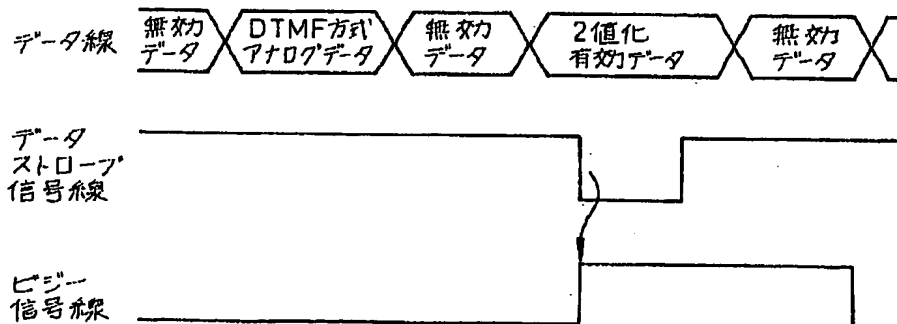 データ線
無効
データ
DTMF方式
アナログデータ
無効
データ
2値化
有効データ
無効
データ
データ
ストローブ
信号線
ビジー
信号線